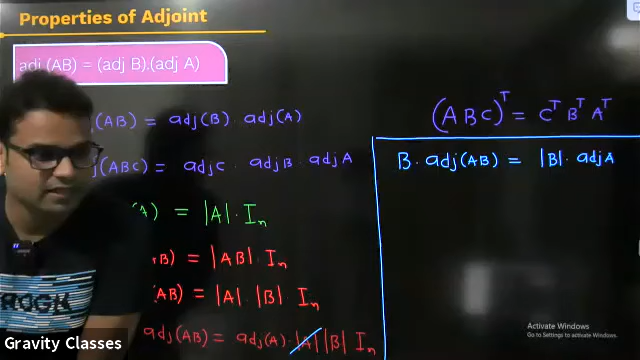 Properties of Adjoint
adj (AB) = (adj B).(adj A)
(AB) = adj(B) . adj(A)
(ABC) = adjC . adjB . adjA
(A) = |A| . Iₙ
B) = |AB| . Iₙ
AB) = |A| . |B| Iₙ
adj(AB) = adj(A) . |A| |B| Iₙ
(ABC)ᵀ = Cᵀ Bᵀ Aᵀ
B . adj(AB) = |B| . adjA
Activate Windows
Go to Settings to activate Windows.
Gravity Classes